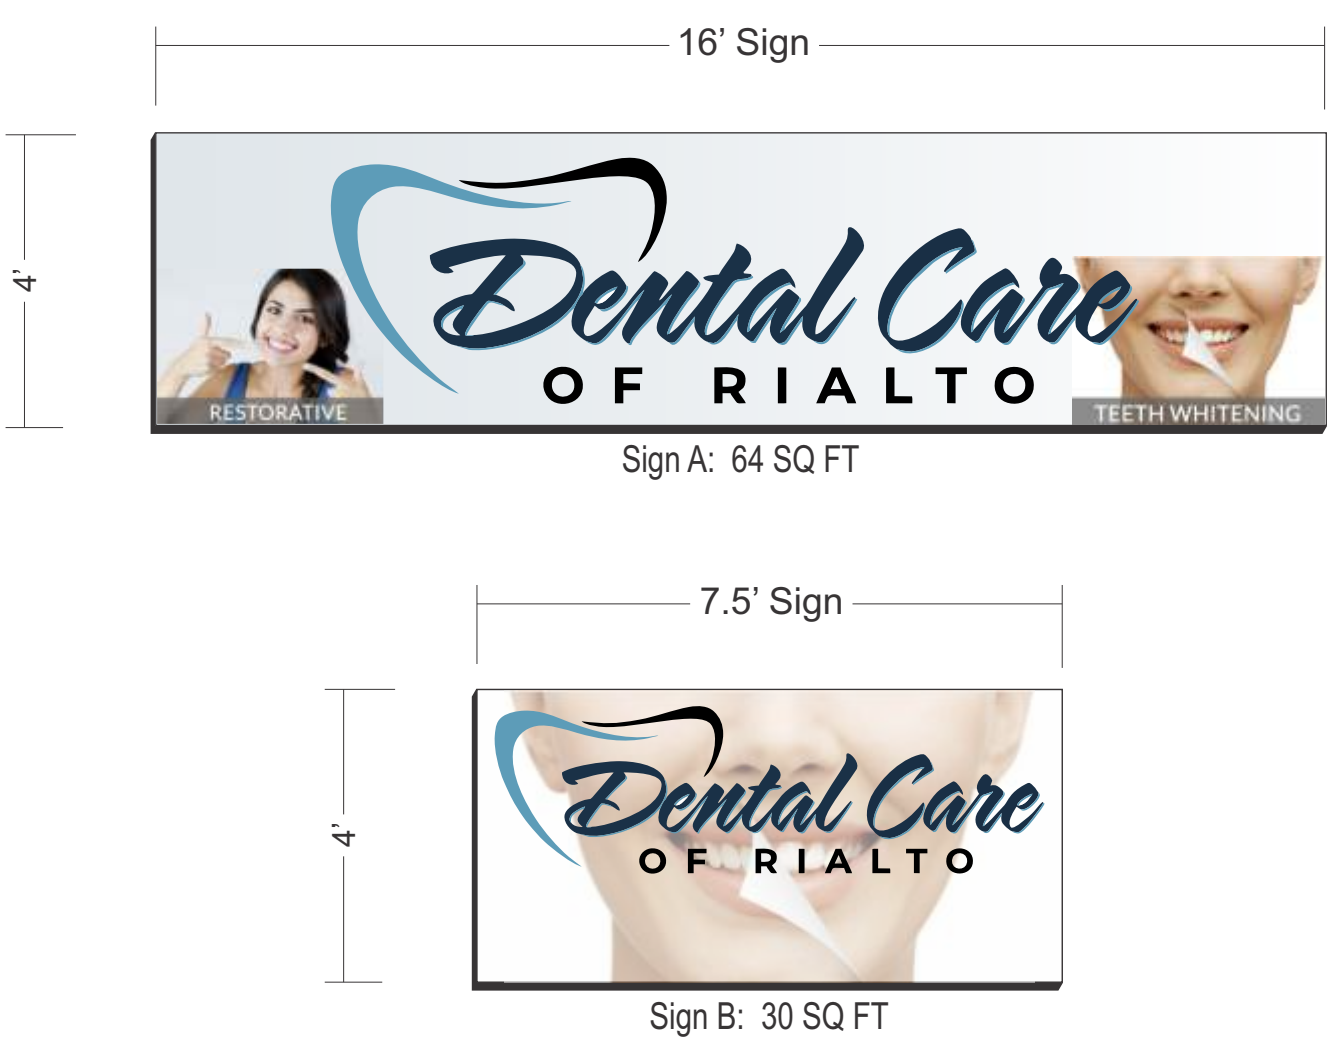 16’ Sign
4’
Dental Care
OF RIALTO
RESTORATIVE
TEETH WHITENING
Sign A: 64 SQ FT
7.5’ Sign
4’
Dental Care
OF RIALTO
Sign B: 30 SQ FT